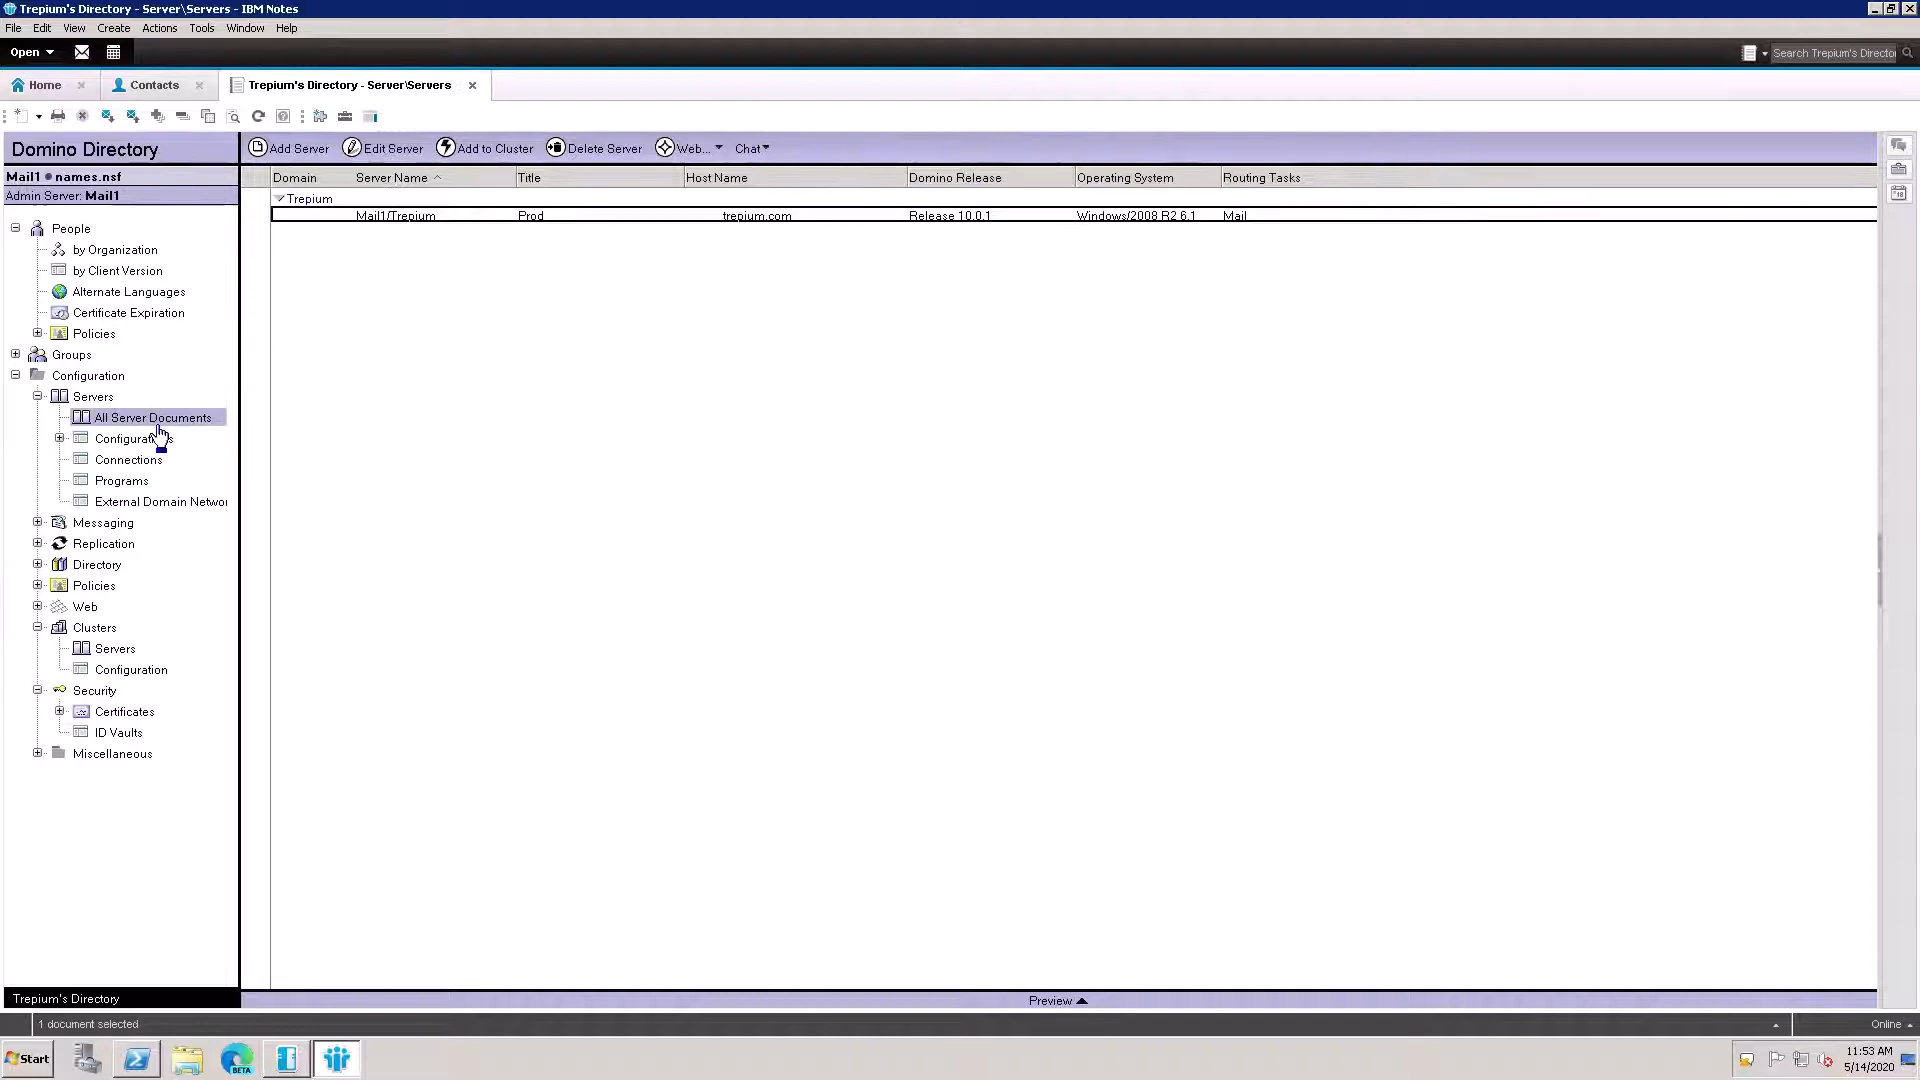 Trepium's Directory - Server\Servers - IBM Notes
File Edit View Create Actions Tools Window Help
Open Search Trepium's Director
Home Contacts Trepium's Directory - Server\Servers
Domino Directory Add Server Edit Server Add to Cluster Delete Server Web... Chat
Mail1 names.nsf
Admin Server: Mail1
Domain Server Name Title Host Name Domino Release Operating System Routing Tasks
Trepium
Mail1/Trepium Prod trepium.com Release 10.0.1 Windows/2008 R2 6.1 Mail
People
by Organization
by Client Version
Alternate Languages
Certificate Expiration
Policies
Groups
Configuration
Servers
All Server Documents
Configurations
Connections
Programs
External Domain Networ
Messaging
Replication
Directory
Policies
Web
Clusters
Servers
Configuration
Security
Certificates
ID Vaults
Miscellaneous
Trepium's Directory
Preview
1 document selected Online
Start BETA 11:53 AM
5/14/2020